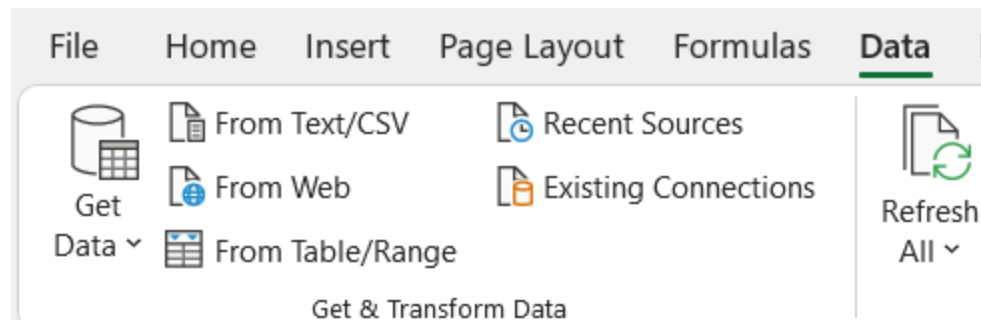 File Home Insert Page Layout Formulas Data
Get Data
From Text/CSV
From Web
From Table/Range
Recent Sources
Existing Connections
Get & Transform Data
Refresh All